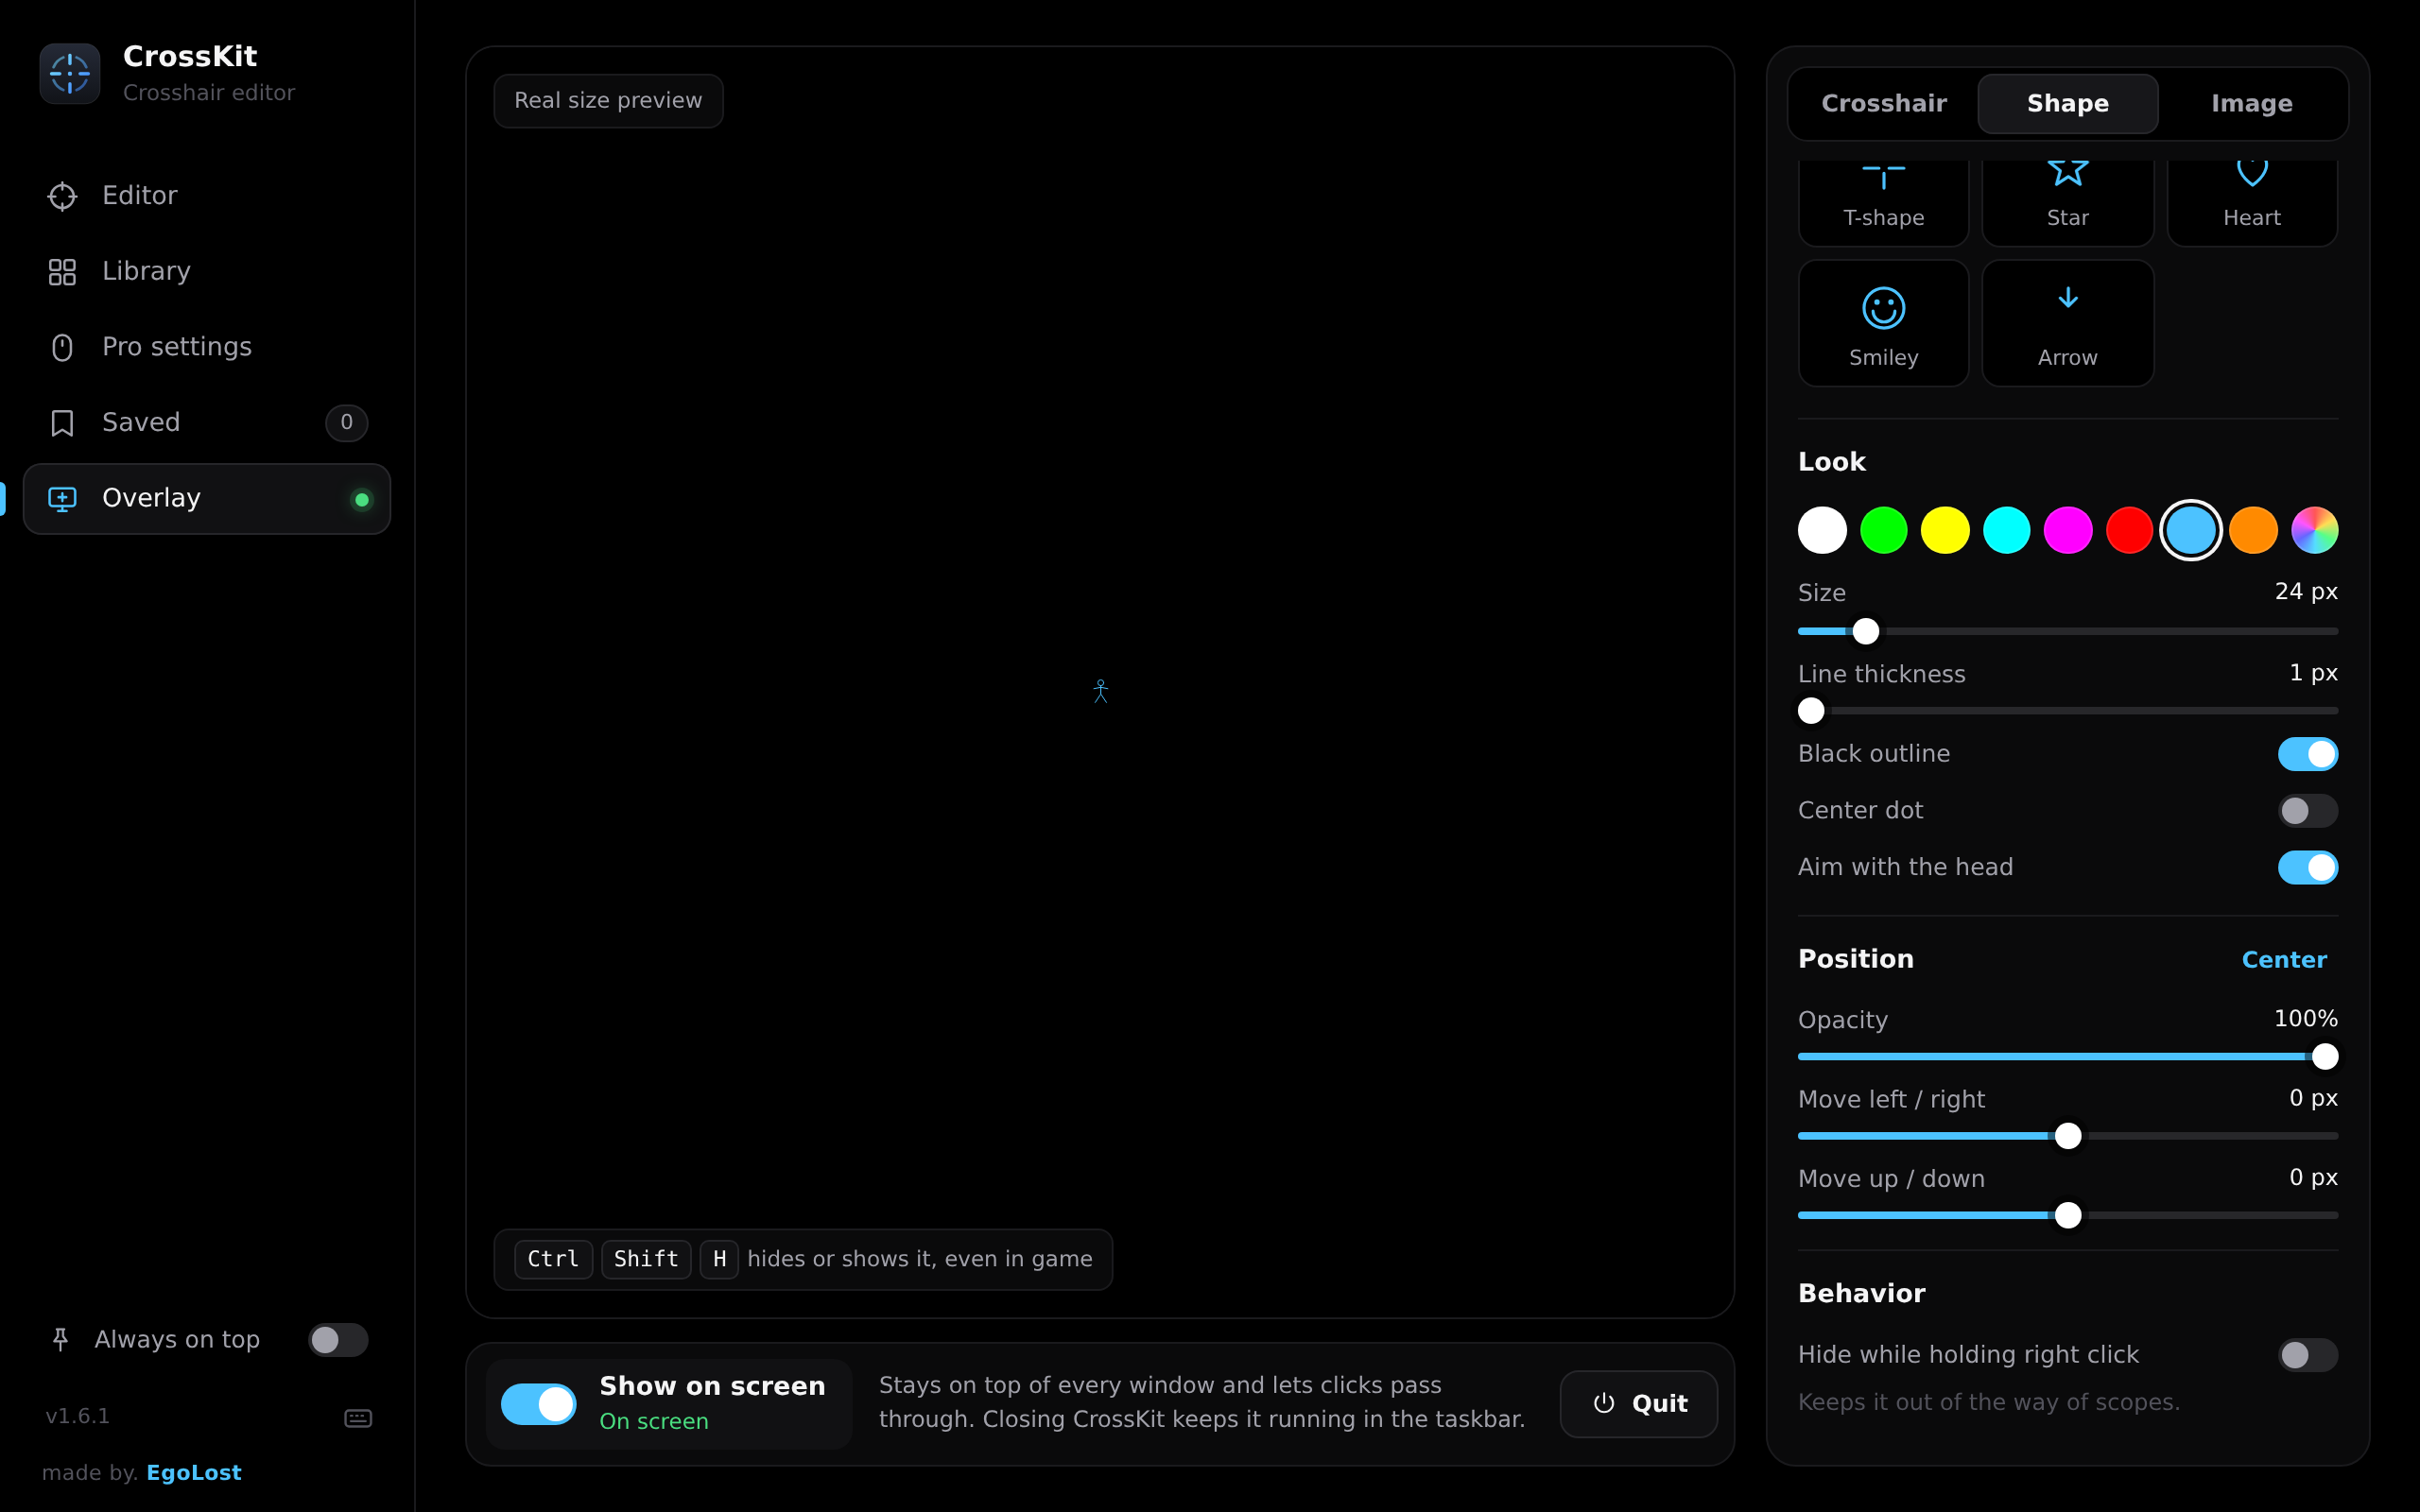 CrossKit
Crosshair editor
Editor
Library
Pro settings
Saved
0
Overlay
Always on top
v1.6.1
made by. EgoLost
Real size preview
Ctrl Shift H hides or shows it, even in game
Show on screen
On screen
Stays on top of every window and lets clicks pass
through. Closing CrossKit keeps it running in the taskbar.
Quit
Crosshair
Shape
Image
T-shape
Star
Heart
Smiley
Arrow
Look
Size
24 px
Line thickness
1 px
Black outline
Center dot
Aim with the head
Position
Center
Opacity
100%
Move left / right
0 px
Move up / down
0 px
Behavior
Hide while holding right click
Keeps it out of the way of scopes.